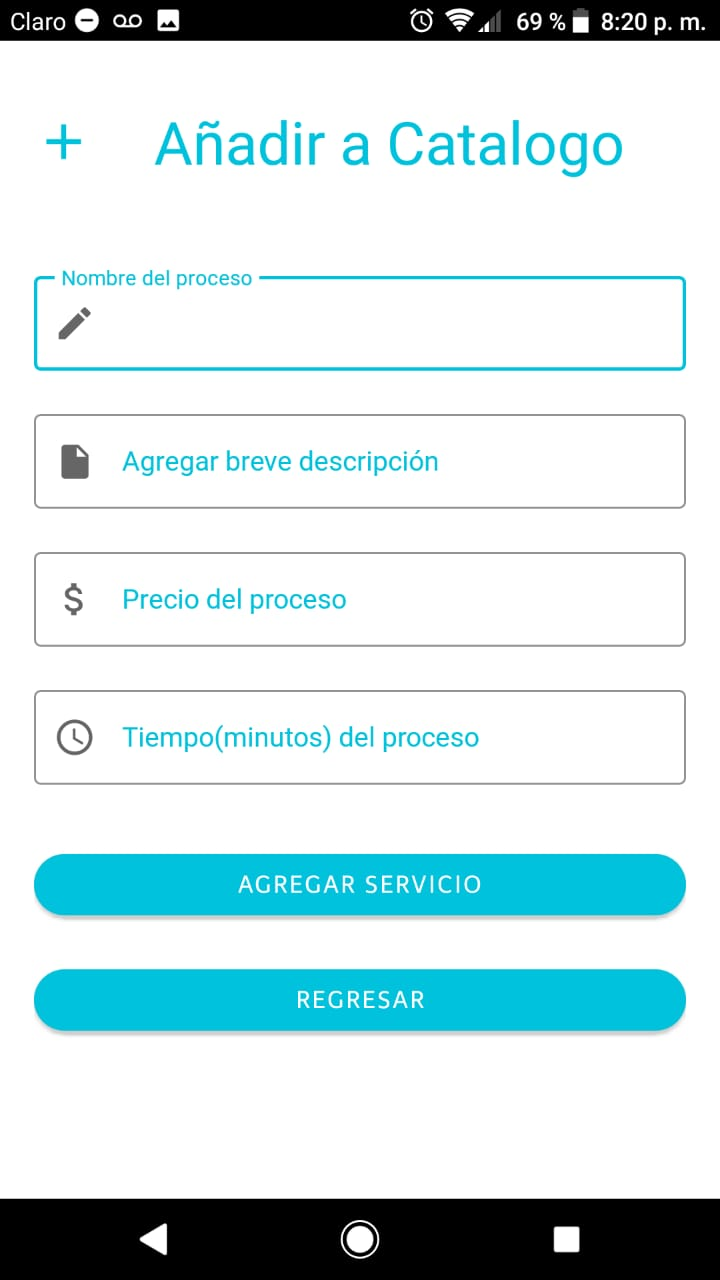 Claro 69 % 8:20 p. m.
+ Añadir a Catalogo
Nombre del proceso
Agregar breve descripción
$ Precio del proceso
Tiempo(minutos) del proceso
AGREGAR SERVICIO
REGRESAR